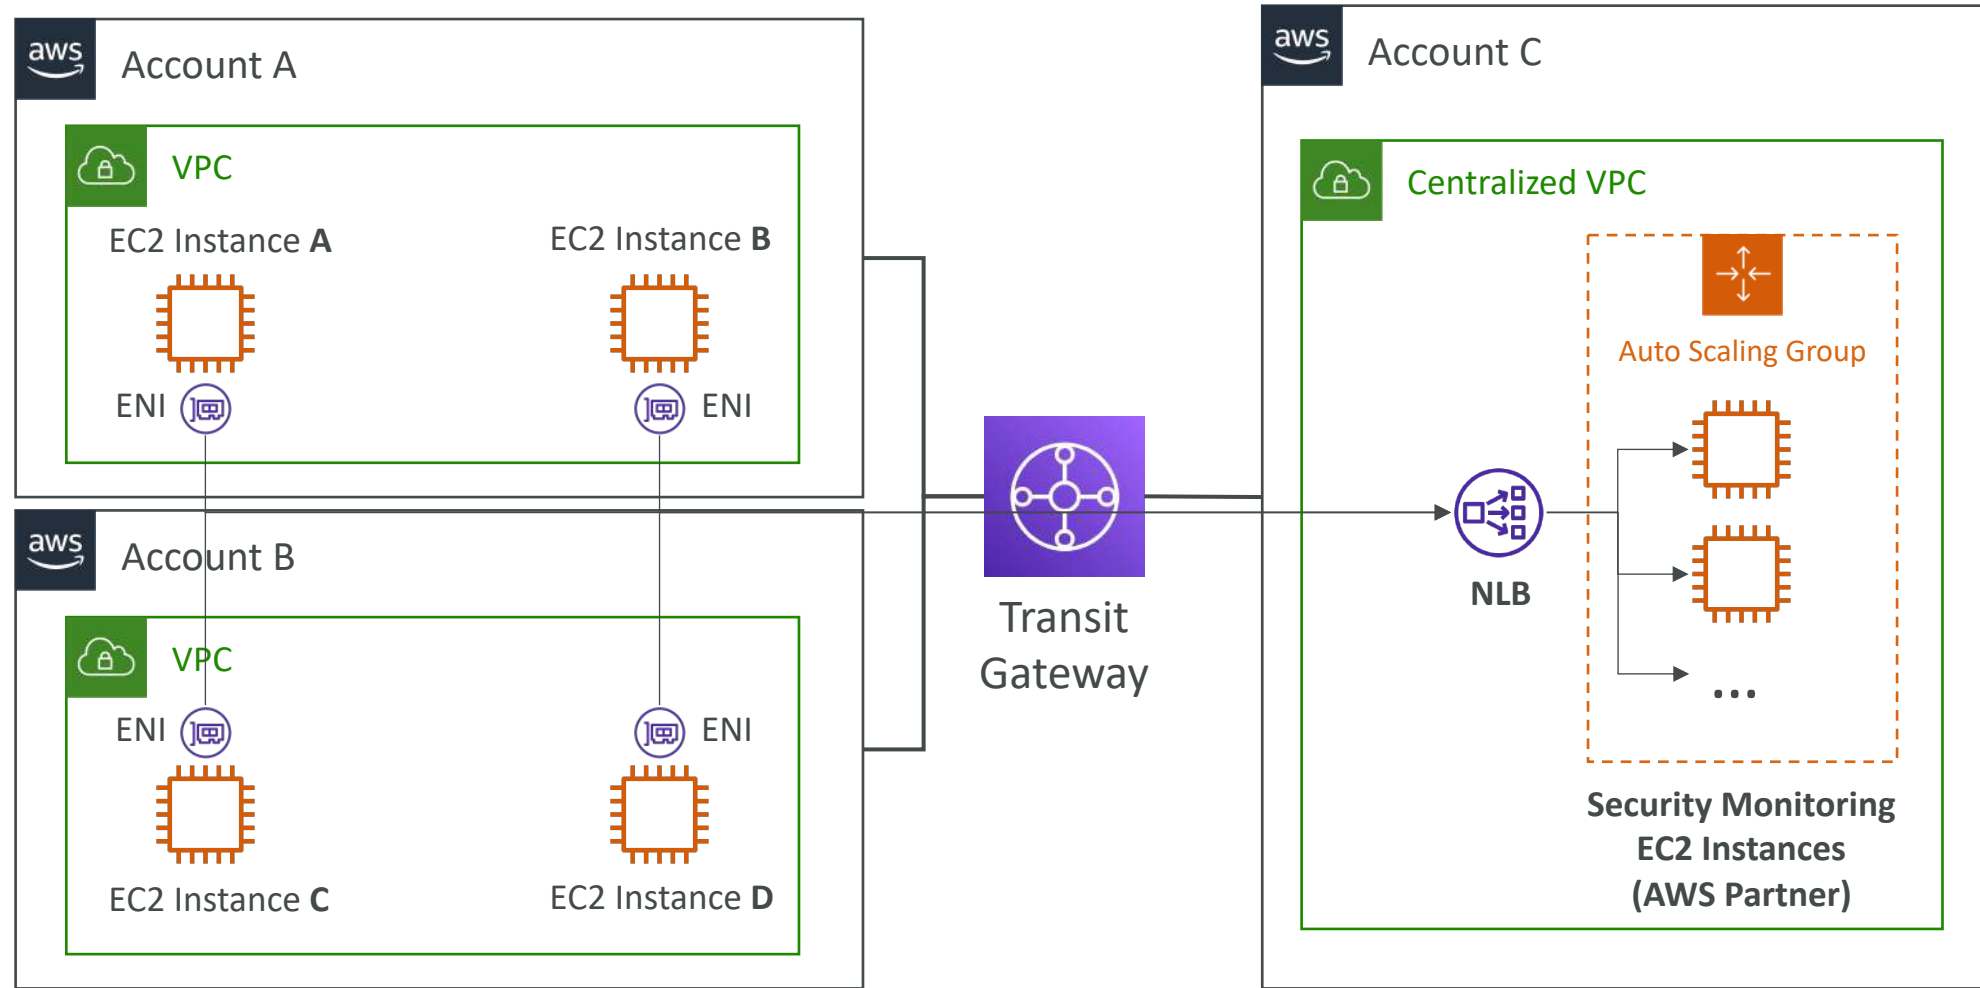 aws
Account A
VPC
EC2 Instance A
EC2 Instance B
ENI
ENI
aws
Account B
VPC
ENI
ENI
EC2 Instance C
EC2 Instance D
Transit
Gateway
aws
Account C
Centralized VPC
Auto Scaling Group
NLB
...
Security Monitoring
EC2 Instances
(AWS Partner)